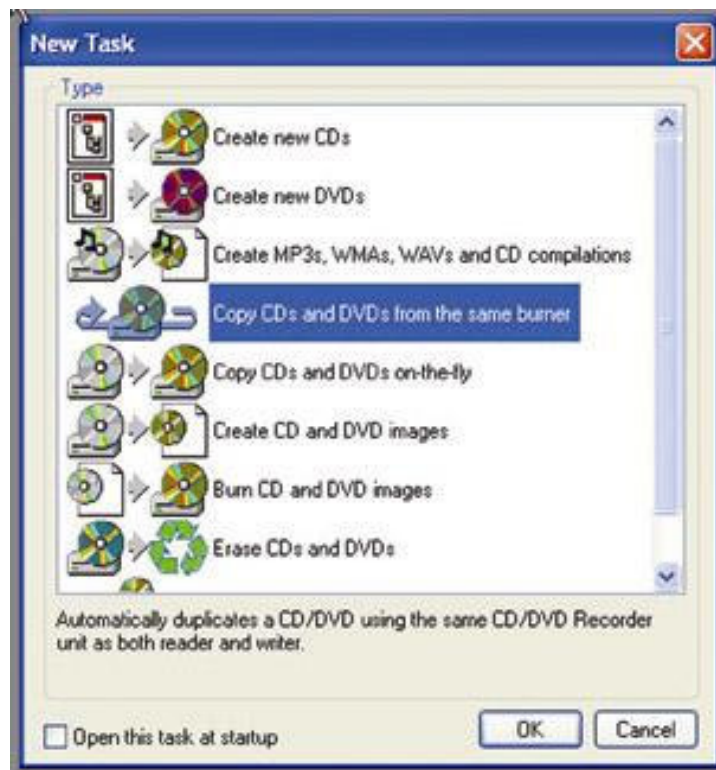 New Task
Type
Create new CDs
Create new DVDs
Create MP3s, WMAs, WAVs and CD compilations
Copy CDs and DVDs from the same burner
Copy CDs and DVDs on-the-fly
Create CD and DVD images
Burn CD and DVD images
Erase CDs and DVDs
Automatically duplicates a CD/DVD using the same CD/DVD Recorder
unit as both reader and writer.
Open this task at startup
OK
Cancel